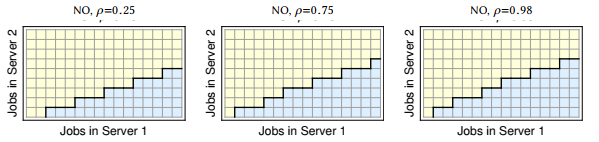 NO, ρ=0.25
Jobs in Server 2
Jobs in Server 1
NO, ρ=0.75
Jobs in Server 2
Jobs in Server 1
NO, ρ=0.98
Jobs in Server 2
Jobs in Server 1